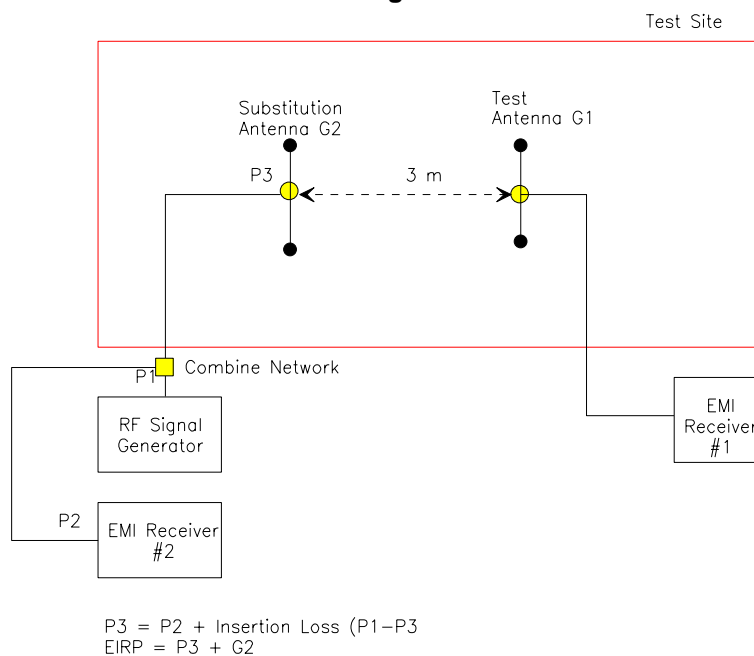 Test Site
Substitution
Antenna G2
Test
Antenna G1
P3
3 m
Combine Network
P1
RF Signal
Generator
EMI
Receiver
#1
P2
EMI Receiver
#2
P3 = P2 + Insertion Loss (P1-P3
EIRP = P3 + G2